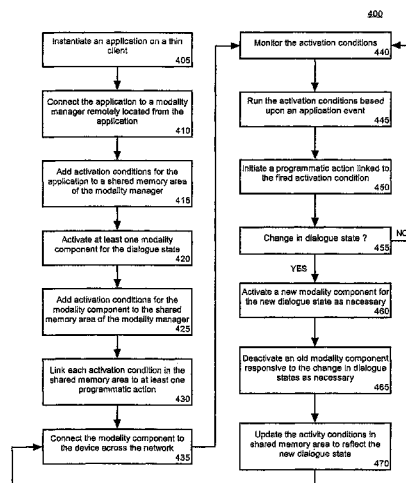 400
Instantiate an application on a thin
client
405
Connect the application to a modality
manager remotely located from the
application
410
Add activation conditions for the
application to a shared memory area
of the modality manager
415
Activate at least one modality
component for the dialogue state
420
Add activation conditions for the
modality component to the shared
memory area of the modality manager
425
Link each activation condition in the
shared memory area to at least one
programmatic action
430
Connect the modality component to
the device across the network
435
Monitor the activation conditions
440
Run the activation conditions based
upon an application event
445
Initiate a programmatic action linked to
the fired activation condition
450
Change in dialogue state ?
455
NO
YES
Activate a new modality component for
the new dialogue state as necessary
460
Deactivate an old modality component
responsive to the change in dialogue
states as necessary
465
Update the activity conditions in
shared memory area to reflect the
new dialogue state
470